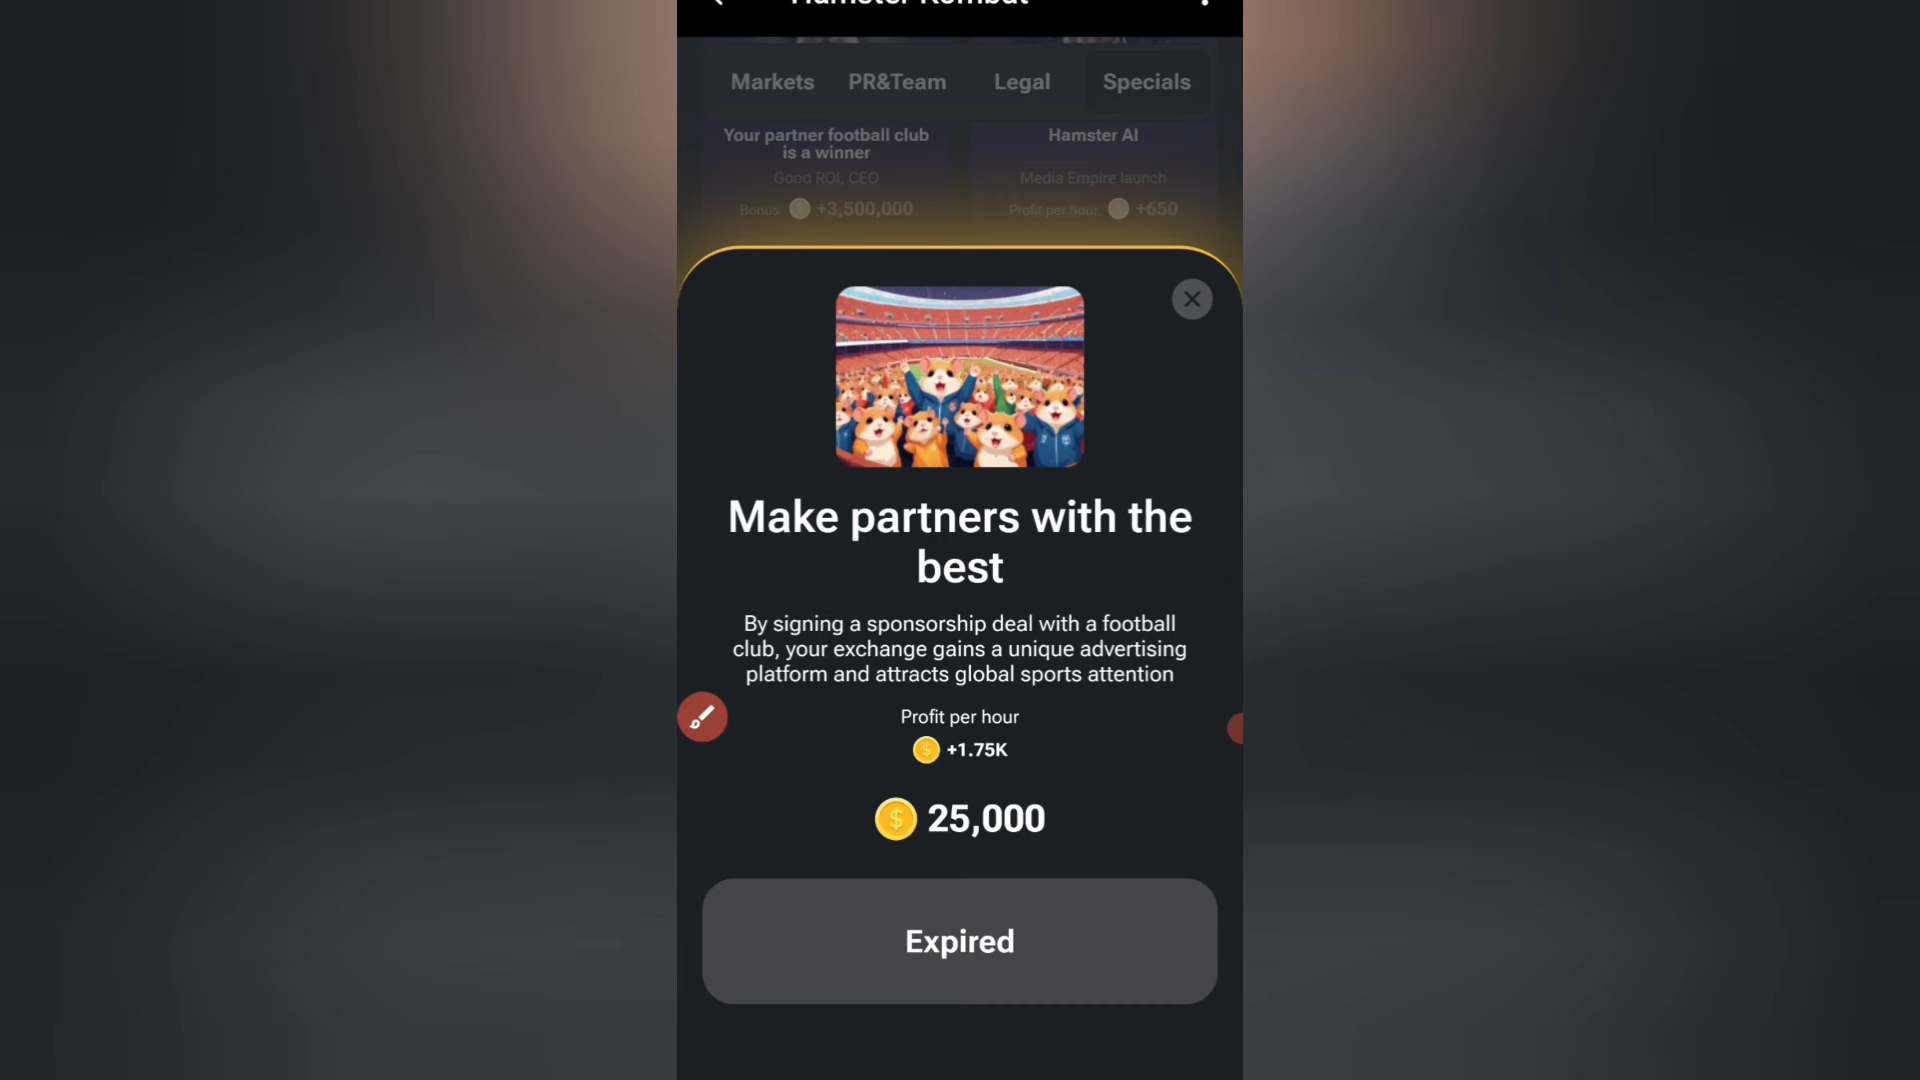 Hamster Kombat
Markets PR&Team Legal Specials
Your partner football club
is a winner
Good ROI, CEO
Bonus +3,500,000
Hamster AI
Media Empire launch
Profit per hour +650
Make partners with the
best
By signing a sponsorship deal with a football
club, your exchange gains a unique advertising
platform and attracts global sports attention
Profit per hour
+1.75K
25,000
Expired